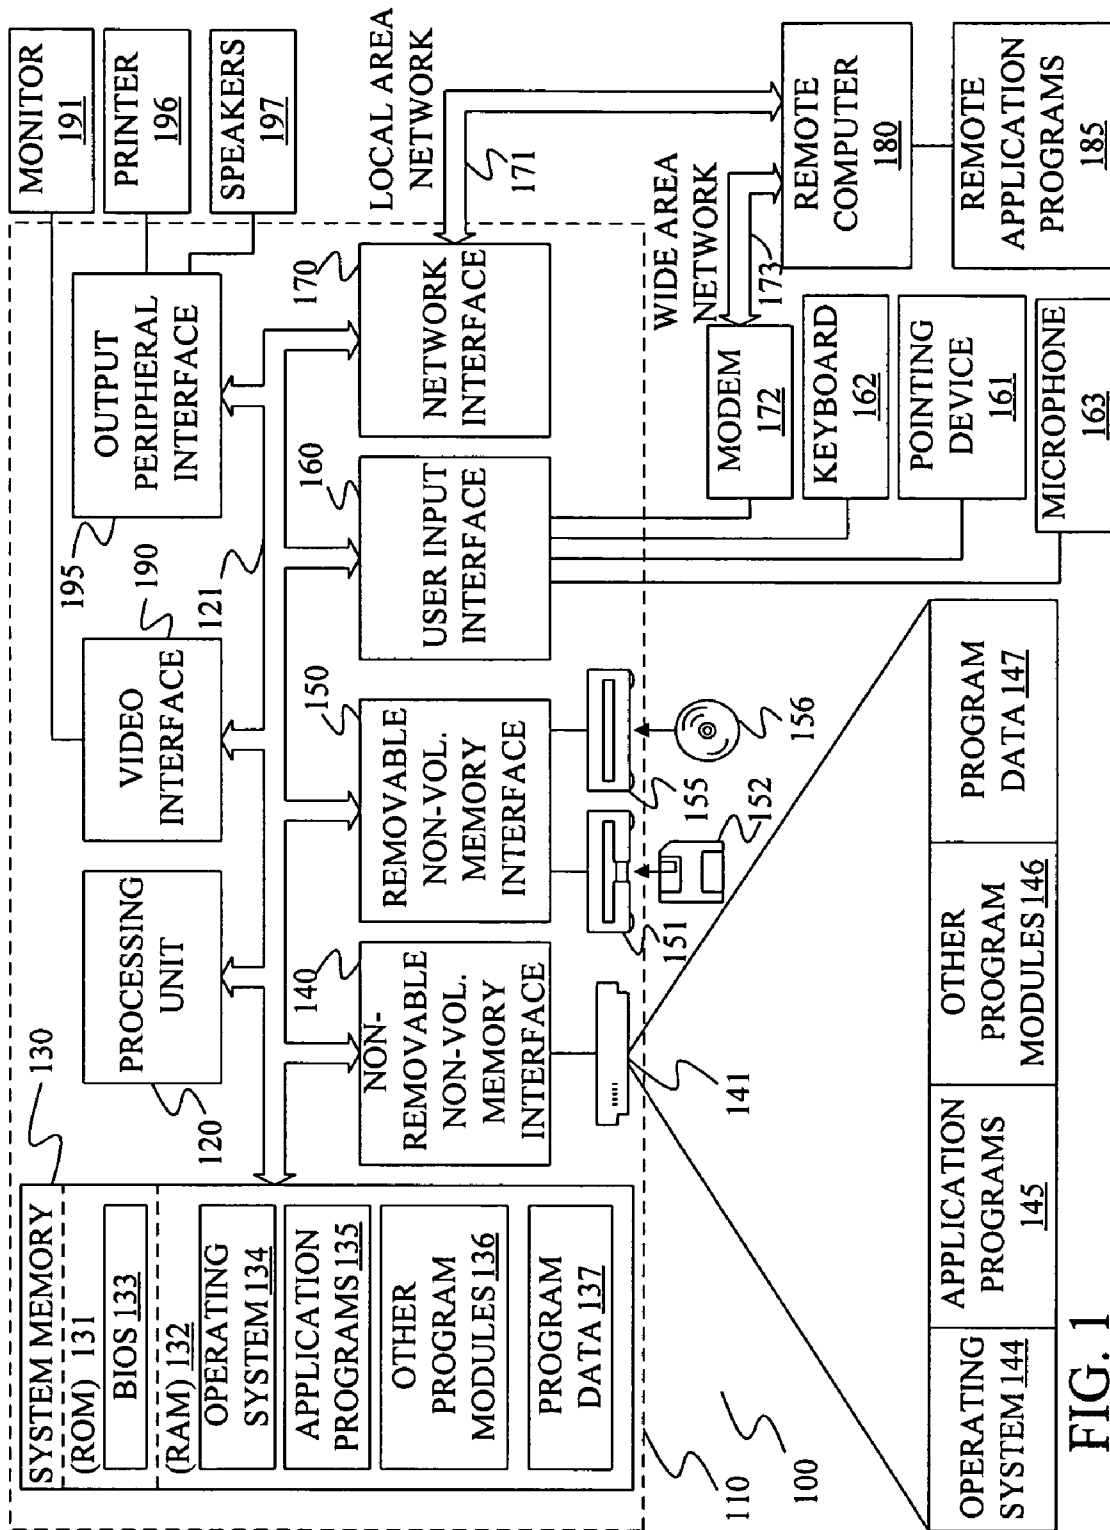 SYSTEM MEMORY
130
(ROM) 131
BIOS 133
(RAM) 132
OPERATING
SYSTEM 134
APPLICATION
PROGRAMS 135
OTHER
PROGRAM
MODULES 136
PROGRAM
DATA 137
PROCESSING
UNIT
120
VIDEO
INTERFACE
190
121
OUTPUT
PERIPHERAL
INTERFACE
195
MONITOR
191
PRINTER
196
SPEAKERS
197
NON-
REMOVABLE
NON-VOL.
MEMORY
INTERFACE
140
REMOVABLE
NON-VOL.
MEMORY
INTERFACE
150
USER INPUT
INTERFACE
160
NETWORK
INTERFACE
170
LOCAL AREA
NETWORK
171
141
151
152
155
156
WIDE AREA
NETWORK
173
MODEM
172
KEYBOARD
162
POINTING
DEVICE
161
MICROPHONE
163
REMOTE
COMPUTER
180
REMOTE
APPLICATION
PROGRAMS
185
110
100
OPERATING
SYSTEM 144
APPLICATION
PROGRAMS
145
OTHER
PROGRAM
MODULES 146
PROGRAM
DATA 147
FIG. 1